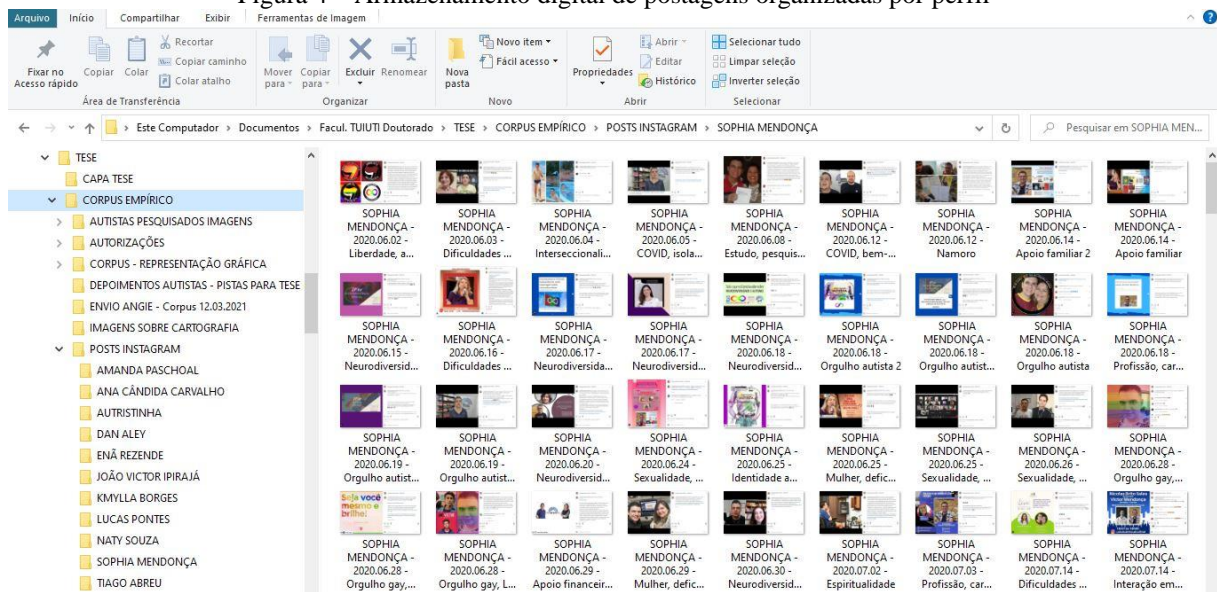 Figura 4 – Armazenamento digital de postagens organizadas por perfil
Arquivo Início Compartilhar Exibir Ferramentas de Imagem
Fixar no Acesso rápido
Copiar
Colar
Recortar
Copiar caminho
Colar atalho
Mover para
Copiar para
Excluir
Renomear
Nova pasta
Novo item
Fácil acesso
Propriedades
Abrir
Editar
Histórico
Selecionar tudo
Limpar seleção
Inverter seleção
Área de Transferência Organizar Novo Abrir Selecionar
Este Computador > Documentos > Facul. TUIUTI Doutorado > TESE > CORPUS EMPÍRICO > POSTS INSTAGRAM > SOPHIA MENDONÇA
Pesquisar em SOPHIA MEN...
TESE
CAPA TESE
CORPUS EMPÍRICO
AUTISTAS PESQUISADOS IMAGENS
AUTORIZAÇÕES
CORPUS - REPRESENTAÇÃO GRÁFICA
DEPOIMENTOS AUTISTAS - PISTAS PARA TESE
ENVIO ANGIE - Corpus 12.03.2021
IMAGENS SOBRE CARTOGRAFIA
POSTS INSTAGRAM
AMANDA PASCHOAL
ANA CÂNDIDA CARVALHO
AUTRISTINHA
DAN ALEY
ENÃ REZENDE
JOÃO VICTOR IPIRAJÁ
KMYLLA BORGES
LUCAS PONTES
NATY SOUZA
SOPHIA MENDONÇA
TIAGO ABREU
SOPHIA SOPHIA SOPHIA SOPHIA SOPHIA SOPHIA SOPHIA SOPHIA SOPHIA
MENDONÇA - MENDONÇA - MENDONÇA - MENDONÇA - MENDONÇA - MENDONÇA - MENDONÇA - MENDONÇA - MENDONÇA -
2020.06.02 - 2020.06.03 - 2020.06.04 - 2020.06.05 - 2020.06.08 - 2020.06.12 - 2020.06.12 - 2020.06.14 - 2020.06.14 -
Liberdade, a... Dificuldades ... Interseccionali... COVID, isola... Estudo, pesquis... COVID, bem-... Namoro Apoio familiar 2 Apoio familiar
SOPHIA SOPHIA SOPHIA SOPHIA SOPHIA SOPHIA SOPHIA SOPHIA SOPHIA
MENDONÇA - MENDONÇA - MENDONÇA - MENDONÇA - MENDONÇA - MENDONÇA - MENDONÇA - MENDONÇA - MENDONÇA -
2020.06.15 - 2020.06.16 - 2020.06.17 - 2020.06.17 - 2020.06.18 - 2020.06.18 - 2020.06.18 - 2020.06.18 - 2020.06.18 -
Neurodiversid... Dificuldades ... Neurodiversida... Neurodiversid... Neurodiversid... Orgulho autista 2 Orgulho autist... Orgulho autista Profissão, car...
SOPHIA SOPHIA SOPHIA SOPHIA SOPHIA SOPHIA SOPHIA SOPHIA SOPHIA
MENDONÇA - MENDONÇA - MENDONÇA - MENDONÇA - MENDONÇA - MENDONÇA - MENDONÇA - MENDONÇA - MENDONÇA -
2020.06.19 - 2020.06.19 - 2020.06.20 - 2020.06.24 - 2020.06.25 - 2020.06.25 - 2020.06.25 - 2020.06.26 - 2020.06.28 -
Orgulho autist... Orgulho autist... Neurodiversid... Sexualidade, ... Identidade a... Mulher, defic... Sexualidade, ... Sexualidade, ... Orgulho gay,...
Seja você mesmo e brilhe!
SOPHIA SOPHIA SOPHIA SOPHIA SOPHIA SOPHIA SOPHIA SOPHIA SOPHIA
MENDONÇA - MENDONÇA - MENDONÇA - MENDONÇA - MENDONÇA - MENDONÇA - MENDONÇA - MENDONÇA - MENDONÇA -
2020.06.28 - 2020.06.28 - 2020.06.29 - 2020.06.29 - 2020.06.30 - 2020.07.02 - 2020.07.03 - 2020.07.14 - 2020.07.14 -
Orgulho gay,... Orgulho gay, L... Apoio financeir... Mulher, defic... Neurodiversid... Espiritualidade Profissão, car... Dificuldades ... Interação em...